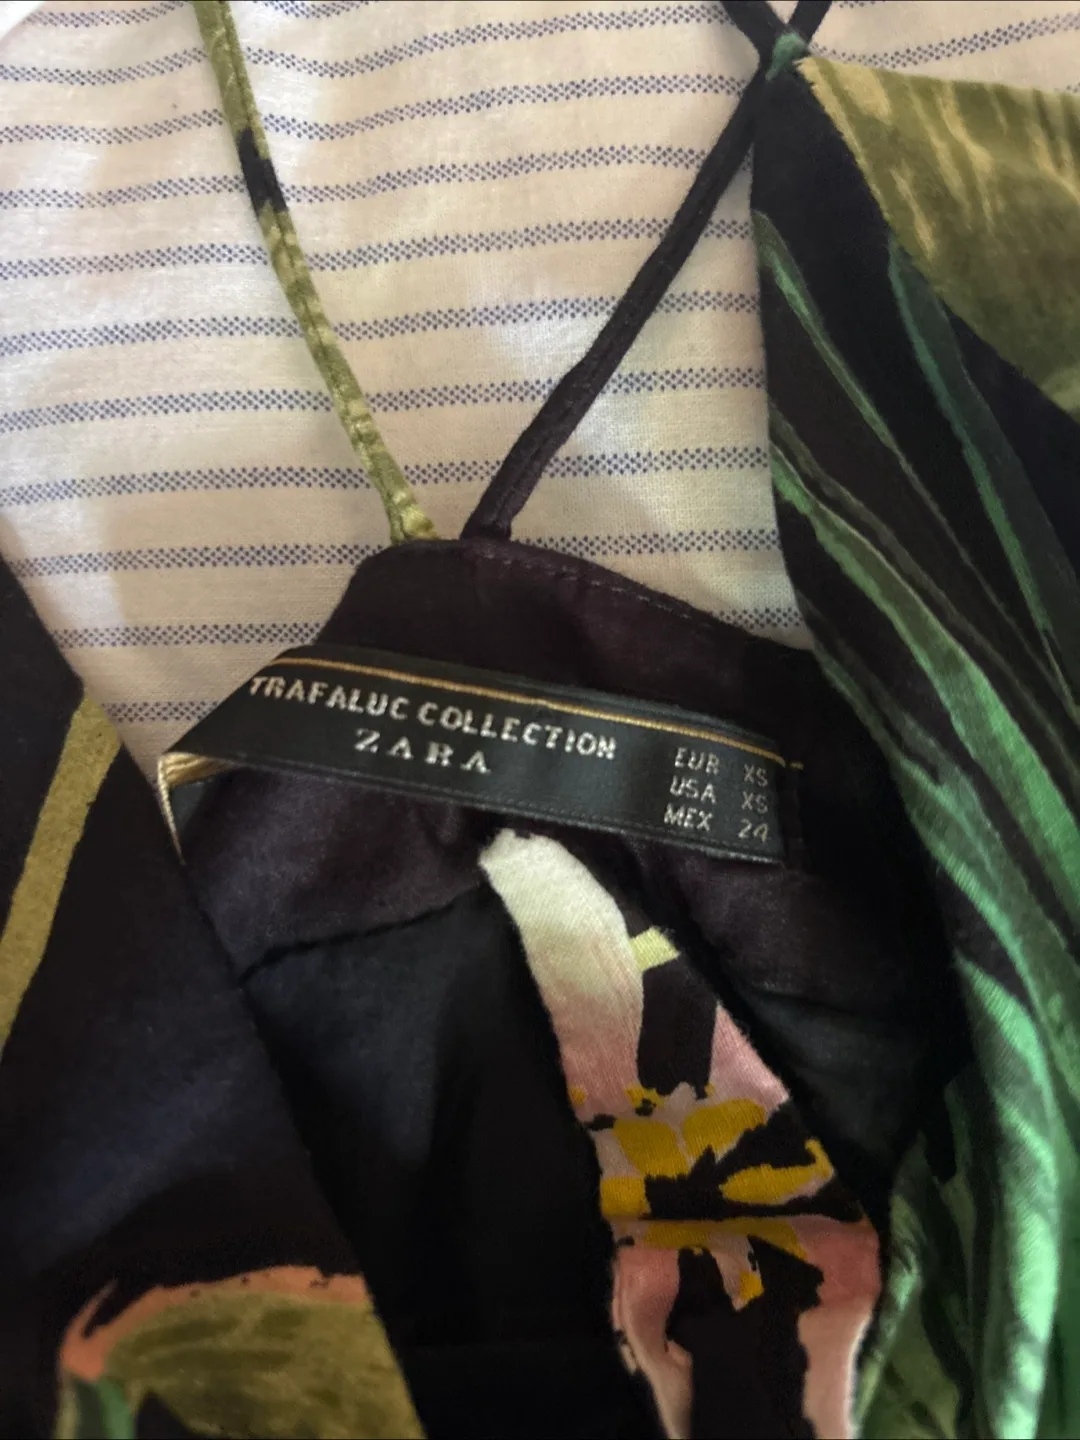 TRAFALUC COLLECTION
ZARA
EUR XS
USA XS
MEX 24